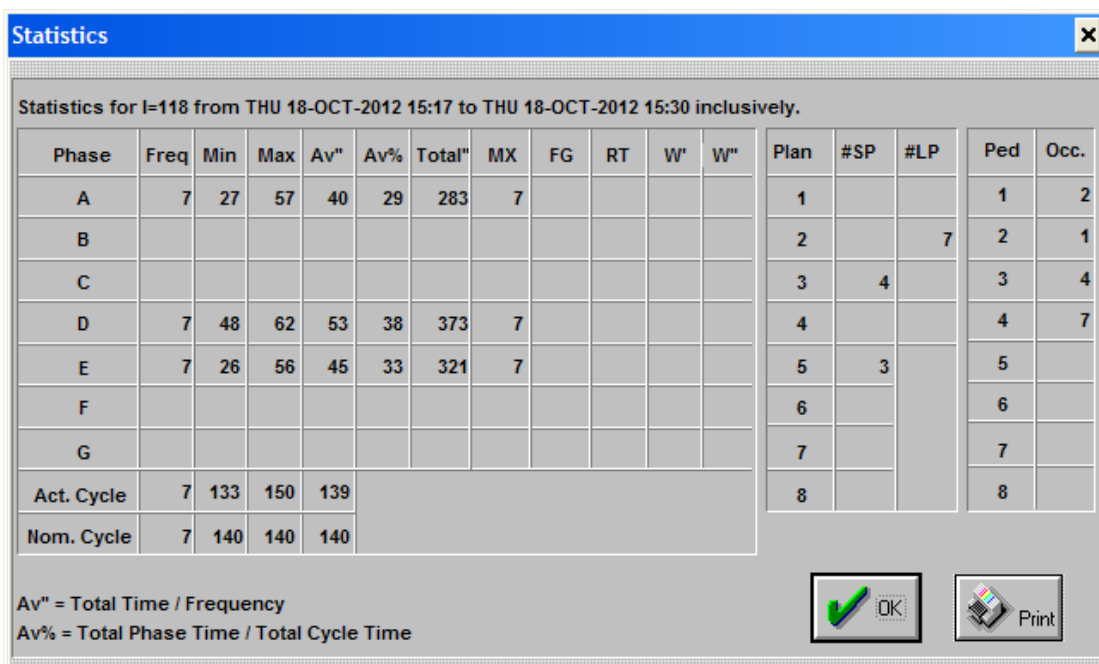 Statistics
Statistics for I=118 from THU 18-OCT-2012 15:17 to THU 18-OCT-2012 15:30 inclusively.
Phase Freq Min Max Av" Av% Total" MX FG RT W' W" Plan #SP #LP Ped Occ.
A 7 27 57 40 29 283 7 1 1 2
B 2 7 2 1
C 3 4 3 4
D 7 48 62 53 38 373 7 4 4 7
E 7 26 56 45 33 321 7 5 3 5
F 6 6
G 7 7
Act. Cycle 7 133 150 139 8 8
Nom. Cycle 7 140 140 140
Av" = Total Time / Frequency
Av% = Total Phase Time / Total Cycle Time
OK
Print